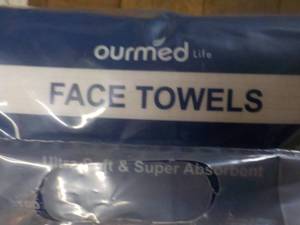 ourmed Life
FACE TOWELS
Ultra Soft & Super Absorbent